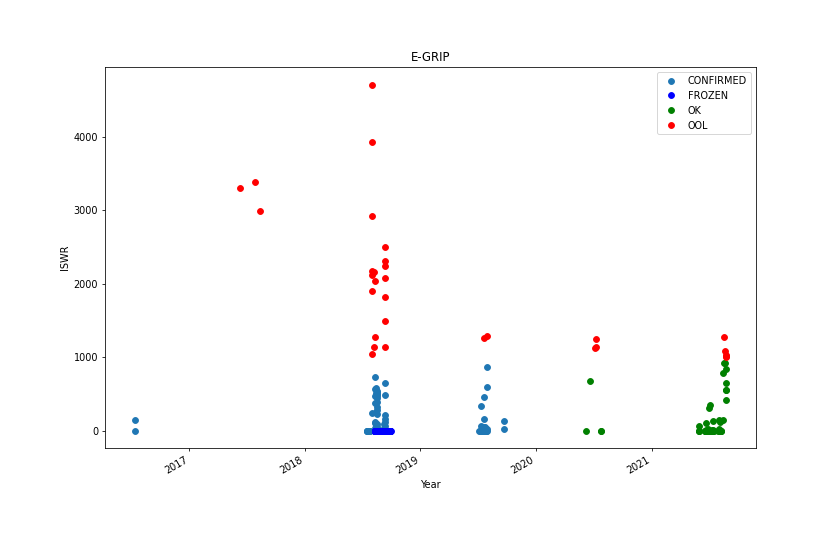 E-GRIP
CONFIRMED
FROZEN
OK
OOL
ISWR
4000
3000
2000
1000
0
2017
2018
2019
2020
2021
Year